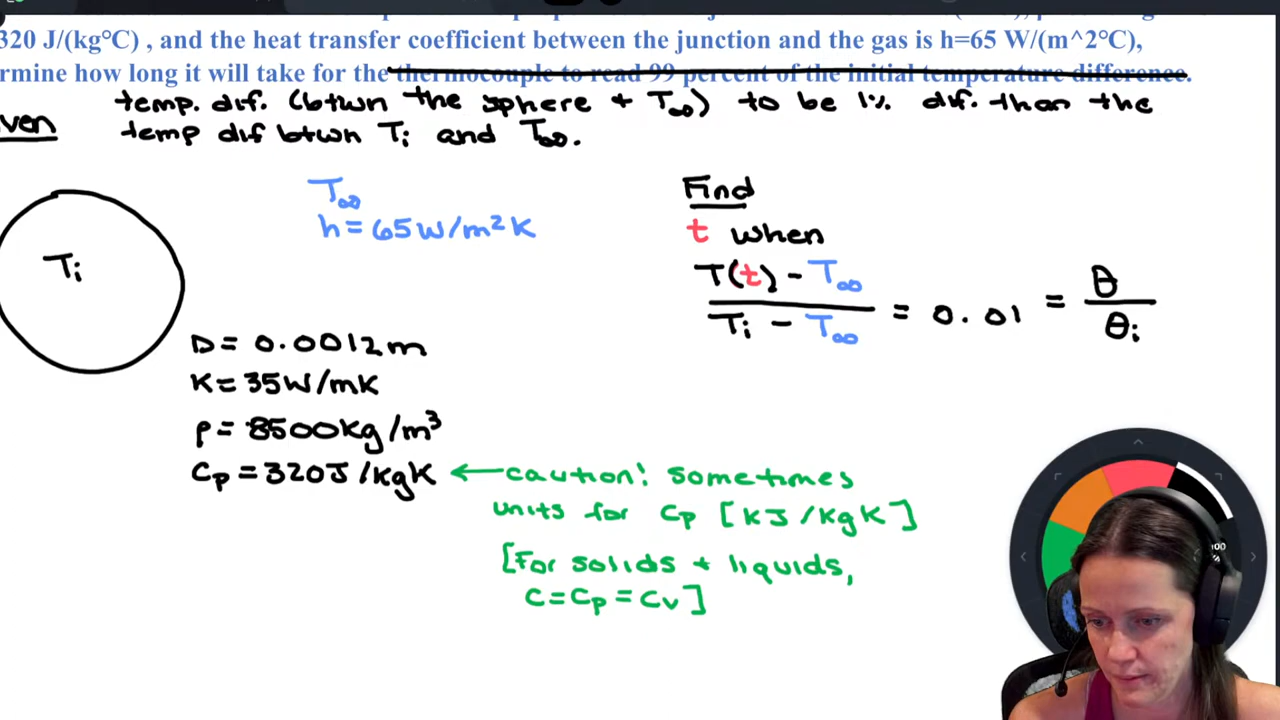 320 J/(kg°C) , and the heat transfer coefficient between the junction and the gas is h=65 W/(m^2°C),
rmine how long it will take for the thermocouple to read 99 percent of the initial temperature difference.
temp. dif. (btwn the sphere + T∞) to be 1% dif. than the
ven
temp dif btwn Ti and T∞.
T∞
h = 65 W/m² K
Ti
Find
t when
T(t) - T∞ / Ti - T∞ = 0.01 = θ / θi
D = 0.0012 m
K = 35 W/mK
ρ = 8500 kg/m³
Cp = 320 J/kgK ← caution! sometimes
units for Cp [KJ/KgK]
[For solids + liquids,
C = Cp = Cv]